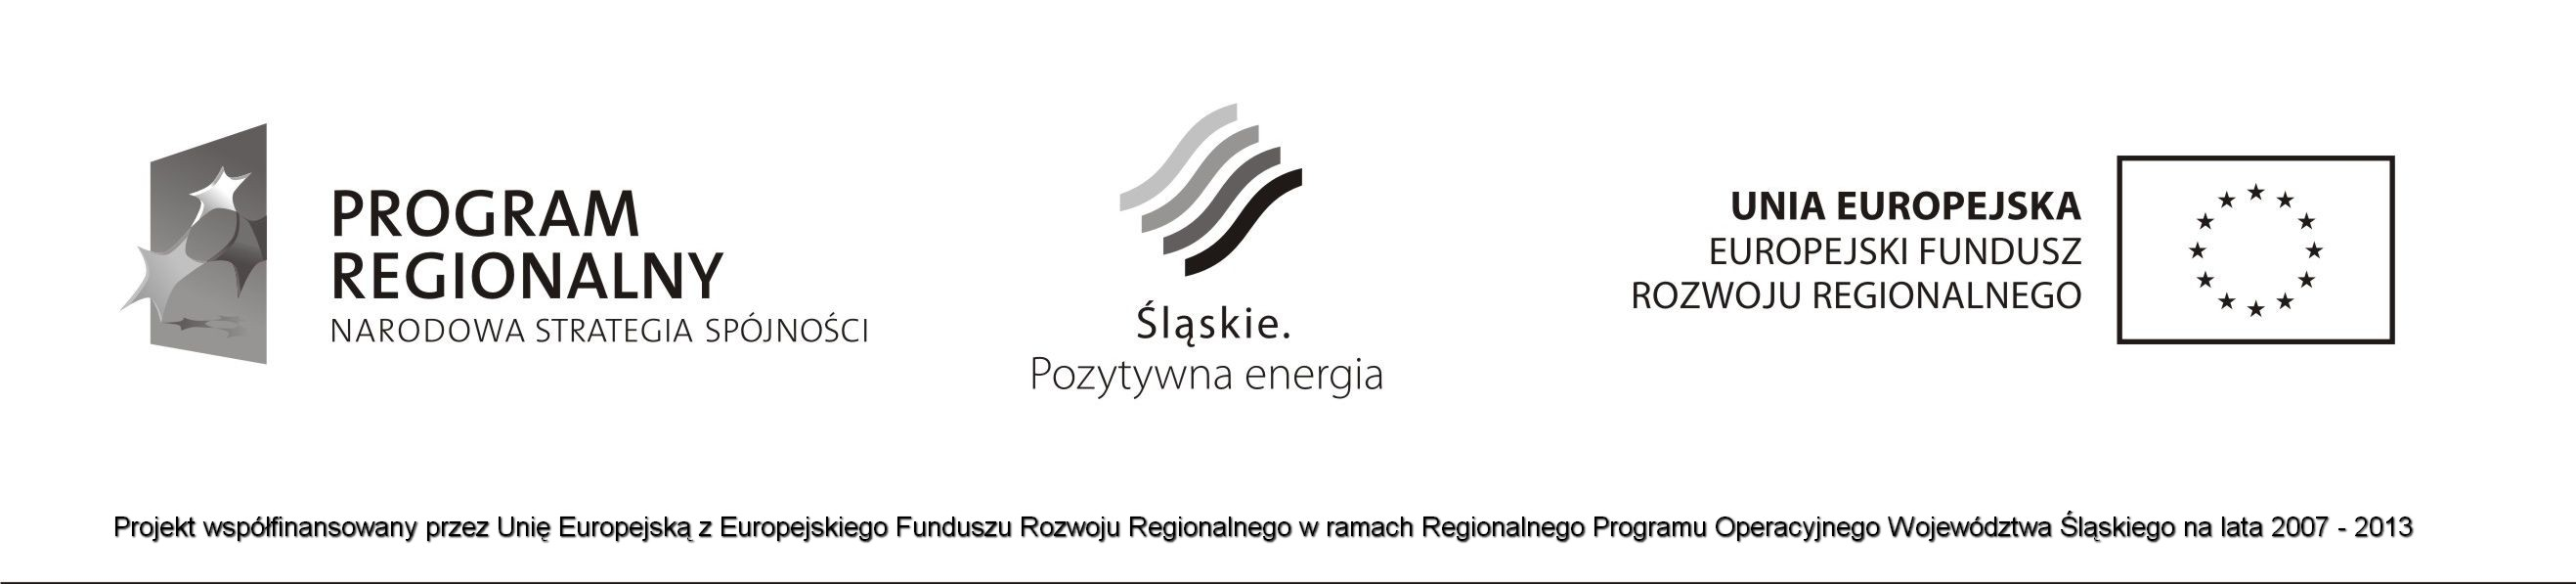 PROGRAM
REGIONALNY
NARODOWA STRATEGIA SPÓJNOŚCI
Śląskie.
Pozytywna energia
UNIA EUROPEJSKA
EUROPEJSKI FUNDUSZ
ROZWOJU REGIONALNEGO
Projekt współfinansowany przez Unię Europejską z Europejskiego Funduszu Rozwoju Regionalnego w ramach Regionalnego Programu Operacyjnego Województwa Śląskiego na lata 2007 - 2013